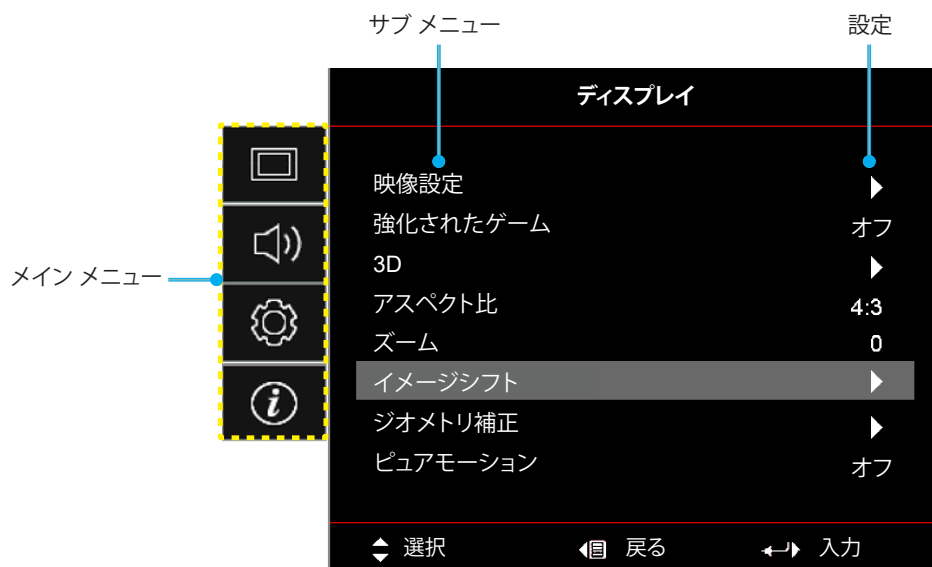 サブ メニュー 設定
ディスプレイ
映像設定
強化されたゲーム オフ
3D
メイン メニュー
アスペクト比 4:3
ズーム 0
イメージシフト
ジオメトリ補正
ピュアモーション オフ
選択 戻る 入力